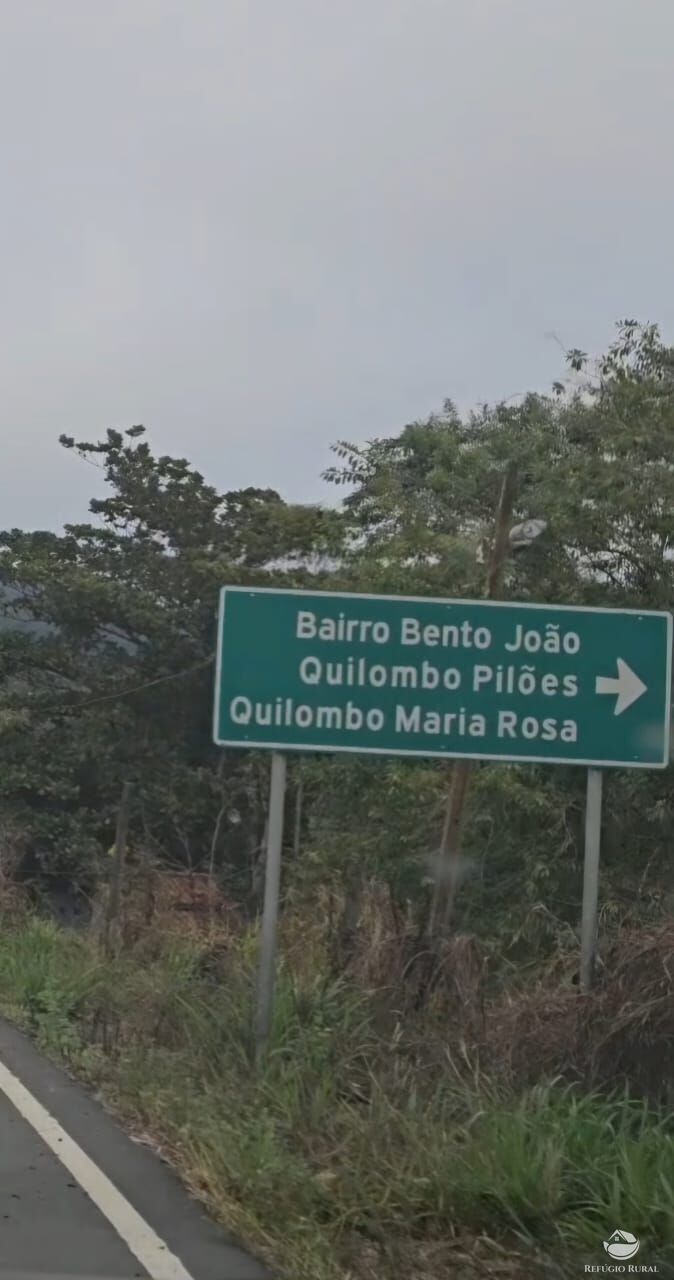 Bairro Bento João
Quilombo Pilões
Quilombo Maria Rosa
REFÚGIO RURAL